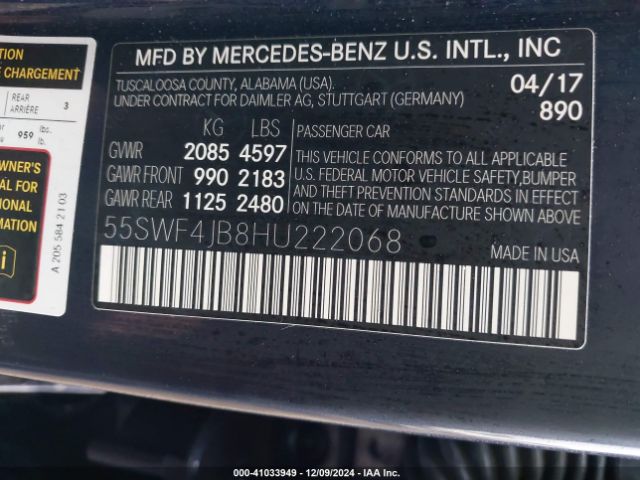 E CHARGEMENT
REAR
ARRIÈRE
3
959 lbs.
lb.
OWNER'S
AL FOR
IONAL
MATION
i
A 205 584 21 03
MFD BY MERCEDES-BENZ U.S. INTL., INC
TUSCALOOSA COUNTY, ALABAMA (USA).
04/17
UNDER CONTRACT FOR DAIMLER AG, STUTTGART (GERMANY)
890
KG LBS
PASSENGER CAR
GVWR 2085 4597
GAWR FRONT 990 2183
GAWR REAR 1125 2480
THIS VEHICLE CONFORMS TO ALL APPLICABLE
U.S. FEDERAL MOTOR VEHICLE SAFETY,BUMPER
AND THEFT PREVENTION STANDARDS IN EFFECT
ON THE DATE OF MANUFACTURE SHOWN ABOVE.
55SWF4JB8HU222068
MADE IN USA
000-41033949 - 12/09/2024 - IAA Inc.